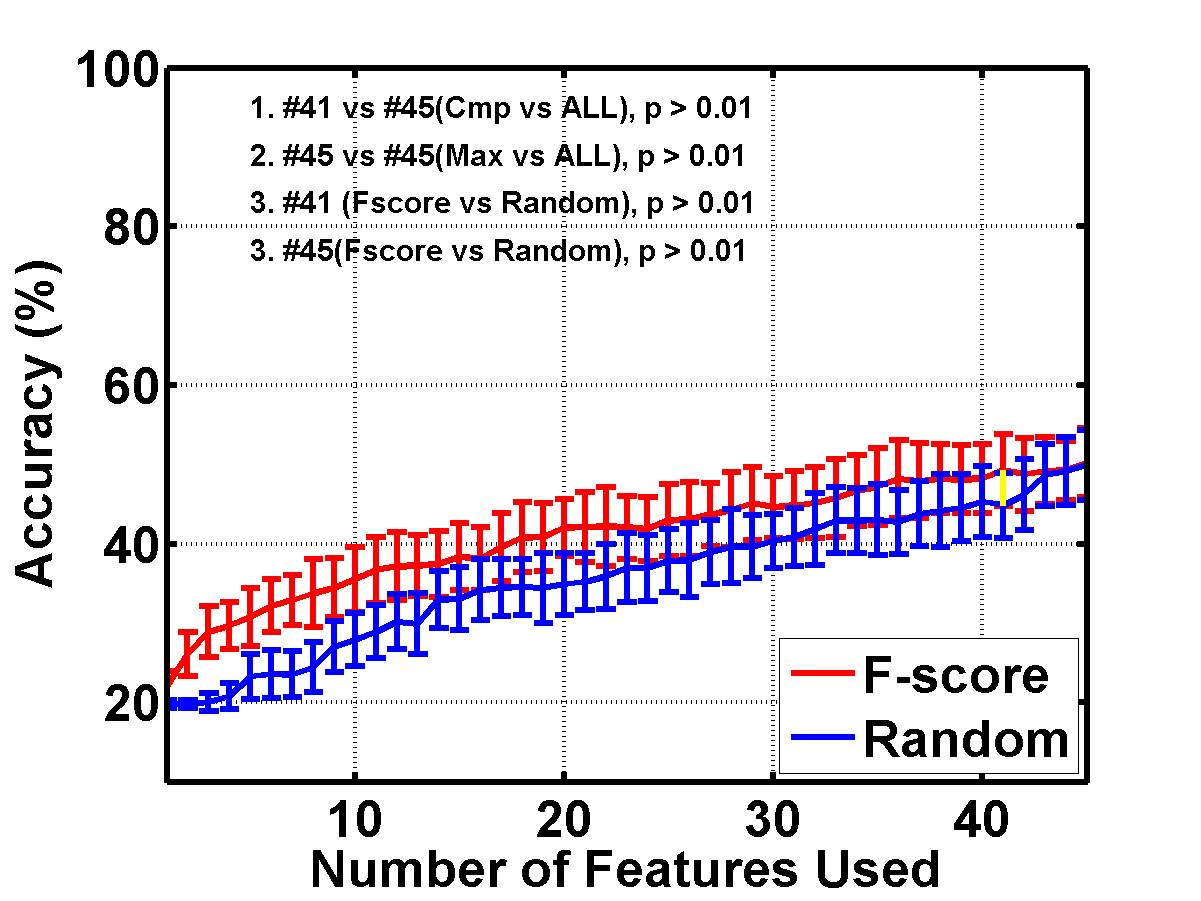 100
80
60
40
20
Accuracy (%)
1. #41 vs #45(Cmp vs ALL), p > 0.01
2. #45 vs #45(Max vs ALL), p > 0.01
3. #41 (Fscore vs Random), p > 0.01
3. #45(Fscore vs Random), p > 0.01
F-score
Random
10 20 30 40
Number of Features Used